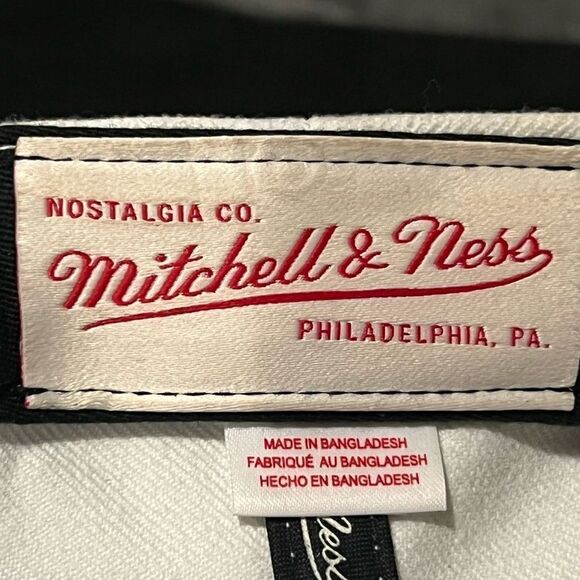 NOSTALGIA CO.
Mitchell & Ness
PHILADELPHIA, PA.
MADE IN BANGLADESH
FABRIQUÉ AU BANGLADESH
HECHO EN BANGLADESH